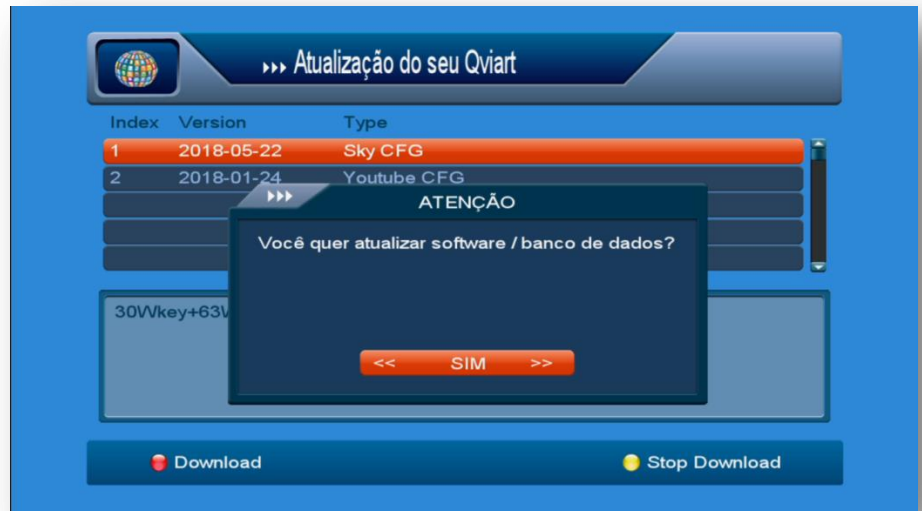 ››› Atualização do seu Qviart
Index Version Type
1 2018-05-22 Sky CFG
2 2018-01-24 Youtube CFG
››› ATENÇÃO
Você quer atualizar software / banco de dados?
<< SIM >>
30Wkey+63
Download Stop Download